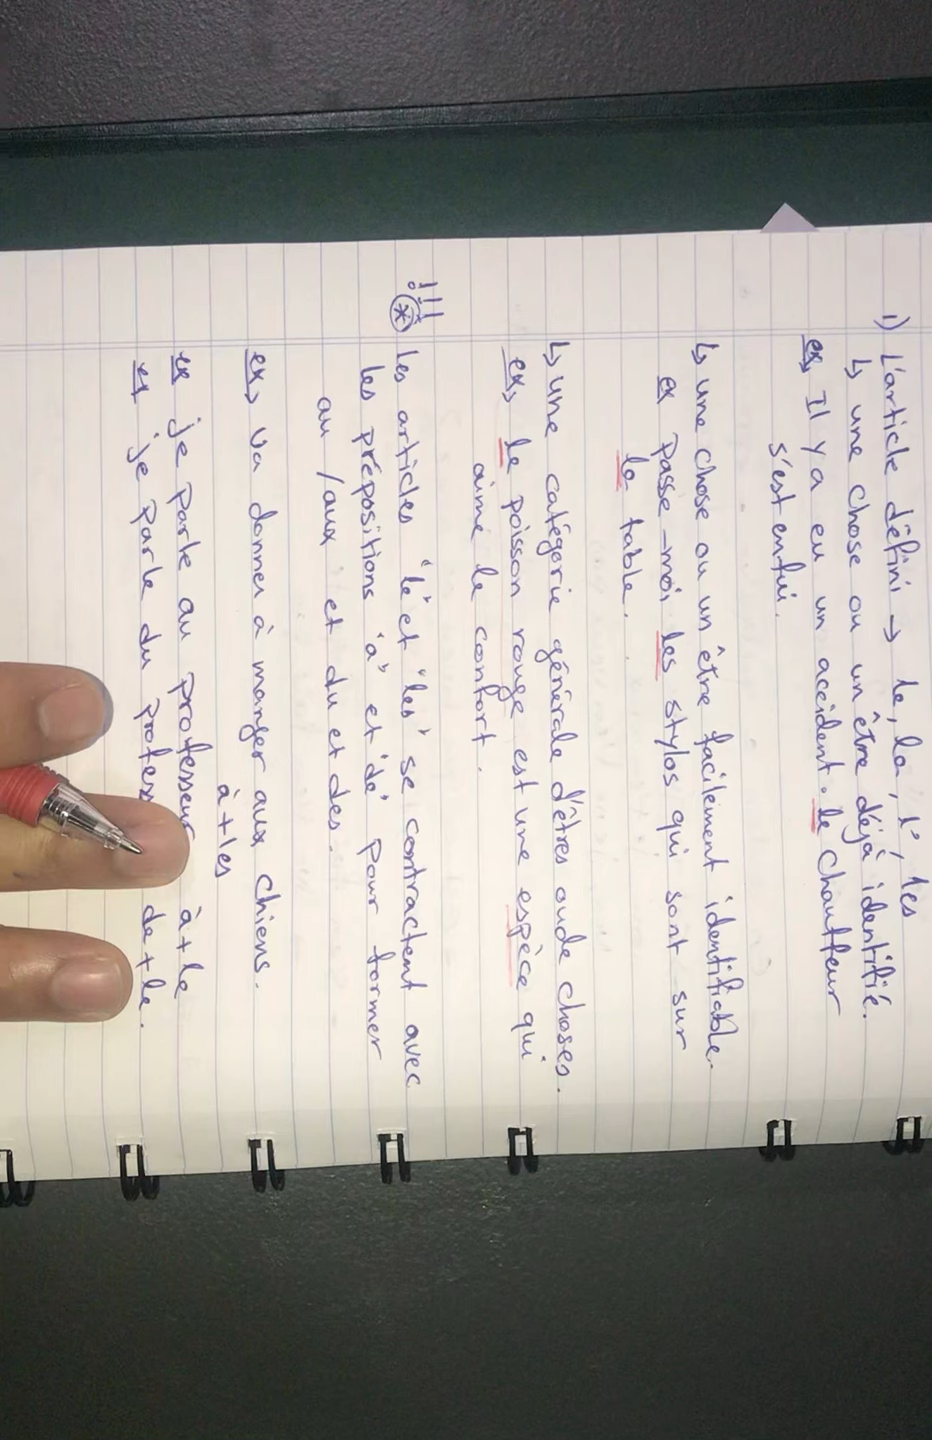 1) L'article défini → le, la, l', les
↳ une chose ou un être déjà identifié.
ex, Il y a eu un accident. le chauffeur
s'est enfui.
↳ une chose ou un être facilement identifiable.
ex passe-moi les stylos qui sont sur
la table.
↳ une catégorie générale d'êtres oude choses.
ex, le poisson rouge est une espèce qui
aime le confort.
!!!
* les articles "le" et "les" se contractent avec
les prépositions "à" et "de" pour former
au / aux et du et des.
ex, va donner à manger aux chiens.
à + les
ex je parle au professeur à + le
ex je parle du profess de + le.